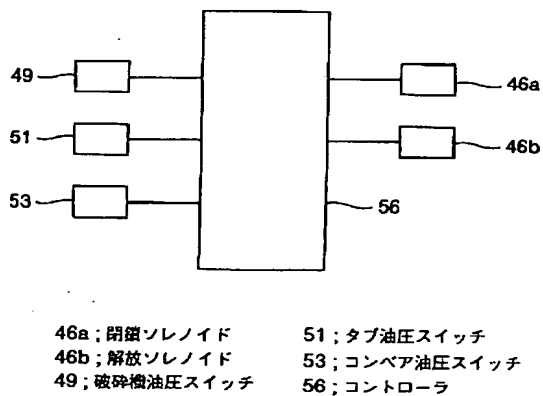 49
51
53
46a
46b
56
46a ; 閉鎖ソレノイド
46b ; 解放ソレノイド
49 ; 破砕機油圧スイッチ
51 ; タブ油圧スイッチ
53 ; コンベア油圧スイッチ
56 ; コントローラ